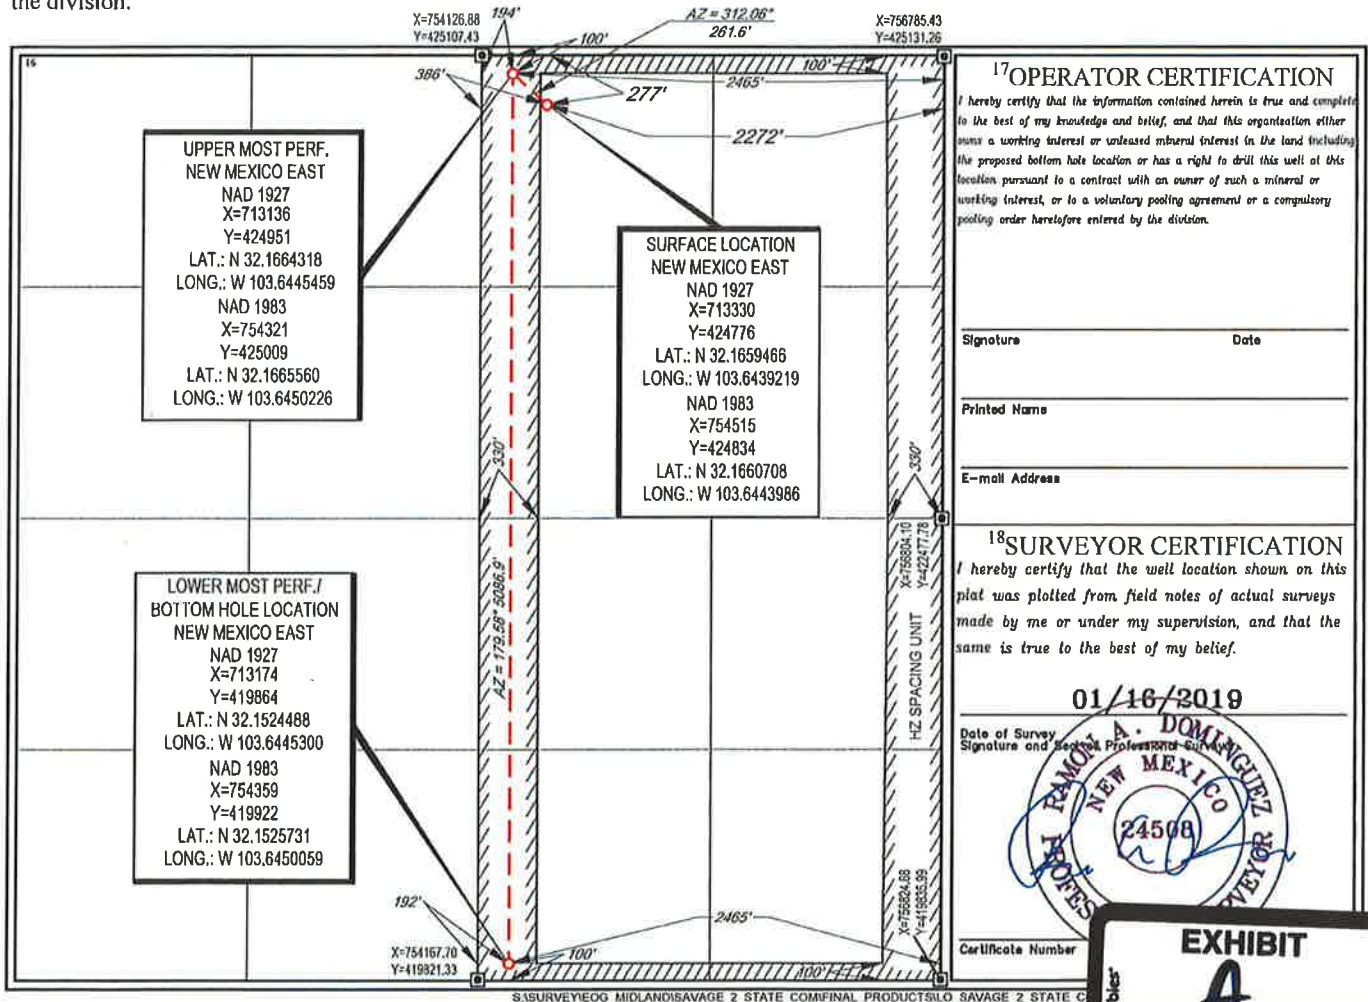 the division.
X=754126.88
Y=425107.43
194'
AZ = 312.06°
261.6'
X=756785.43
Y=425131.26
16
100'
100'
386'
2465'
277'
2272'
UPPER MOST PERF.
NEW MEXICO EAST
NAD 1927
X=713136
Y=424951
LAT.: N 32.1664318
LONG.: W 103.6445459
NAD 1983
X=754321
Y=425009
LAT.: N 32.1665560
LONG.: W 103.6450226
SURFACE LOCATION
NEW MEXICO EAST
NAD 1927
X=713330
Y=424776
LAT.: N 32.1659466
LONG.: W 103.6439219
NAD 1983
X=754515
Y=424834
LAT.: N 32.1660708
LONG.: W 103.6443986
330'
330'
AZ = 179.58° 5086.9'
X=756804.10
Y=422477.78
HZ SPACING UNIT
LOWER MOST PERF./
BOTTOM HOLE LOCATION
NEW MEXICO EAST
NAD 1927
X=713174
Y=419864
LAT.: N 32.1524488
LONG.: W 103.6445300
NAD 1983
X=754359
Y=419922
LAT.: N 32.1525731
LONG.: W 103.6450059
X=756824.68
Y=419835.99
192'
2465'
X=754167.70
Y=419821.33
100'
100'
17OPERATOR CERTIFICATION
I hereby certify that the information contained herein is true and complete
to the best of my knowledge and belief, and that this organization either
owns a working interest or unleased mineral interest in the land including
the proposed bottom hole location or has a right to drill this well at this
location pursuant to a contract with an owner of such a mineral or
working interest, or to a voluntary pooling agreement or a compulsory
pooling order heretofore entered by the division.
Signature Date
Printed Name
E-mail Address
18SURVEYOR CERTIFICATION
I hereby certify that the well location shown on this
plat was plotted from field notes of actual surveys
made by me or under my supervision, and that the
same is true to the best of my belief.
01/16/2019
Date of Survey
Signature and Seal of Professional Surveyor
RAMON A. DOMINGUEZ
NEW MEXICO
24508
Certificate Number
EXHIBIT
A
S:\SURVEY\EOG MIDLAND\SAVAGE 2 STATE COM\FINAL PRODUCTS\LO SAVAGE 2 STATE C